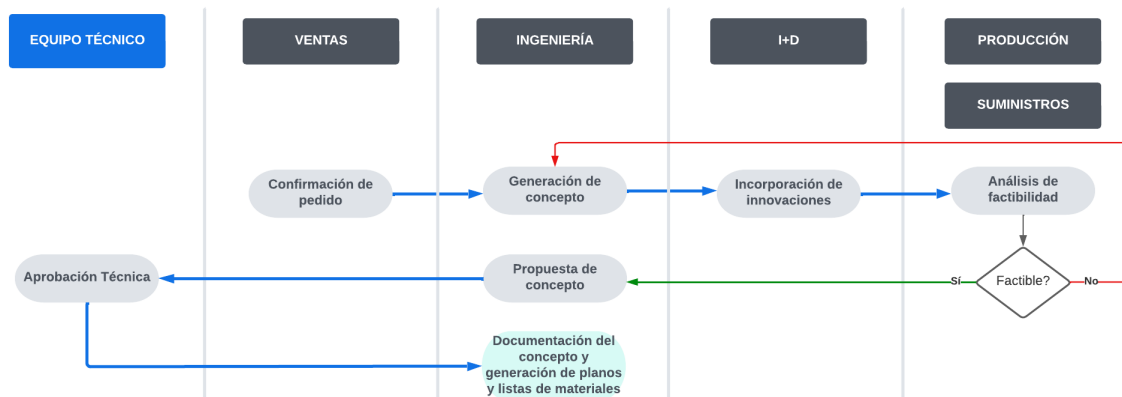 EQUIPO TÉCNICO
VENTAS
INGENIERÍA
I+D
PRODUCCIÓN
SUMINISTROS
Confirmación de
pedido
Generación de
concepto
Incorporación de
innovaciones
Análisis de
factibilidad
Aprobación Técnica
Propuesta de
concepto
Sí
Factible?
No
Documentación del
concepto y
generación de planos
y listas de materiales